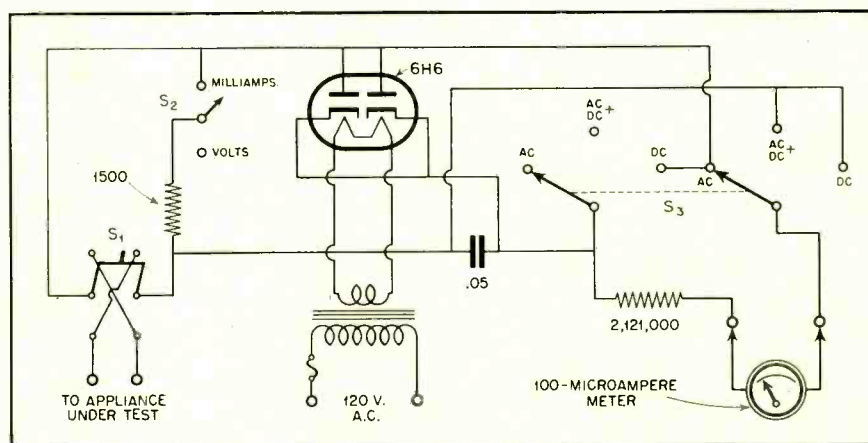 6H6
MILLIAMPS.
S2
VOLTS
1500
S1
TO APPLIANCE
UNDER TEST
120 V.
A.C.
.05
AC
AC
DC+
DC
AC
S3
AC
DC+
DC
2,121,000
100-MICROAMPERE
METER